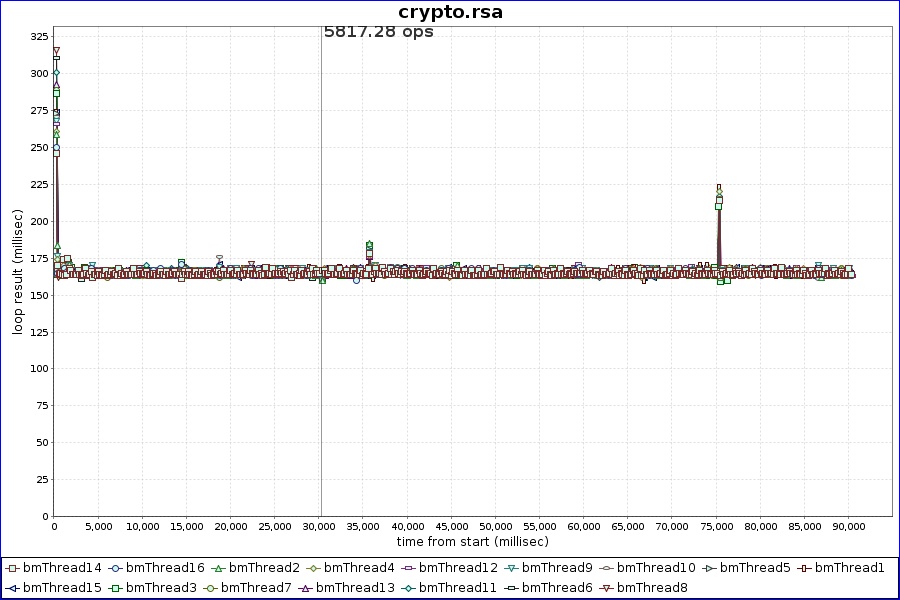 crypto.rsa
5817.28 ops
325
300
275
250
225
200
175
150
125
100
75
50
25
0
loop result (millisec)
0 5,000 10,000 15,000 20,000 25,000 30,000 35,000 40,000 45,000 50,000 55,000 60,000 65,000 70,000 75,000 80,000 85,000 90,000
time from start (millisec)
bmThread14 bmThread16 bmThread2 bmThread4 bmThread12 bmThread9 bmThread10 bmThread5 bmThread1
bmThread15 bmThread3 bmThread7 bmThread13 bmThread11 bmThread6 bmThread8